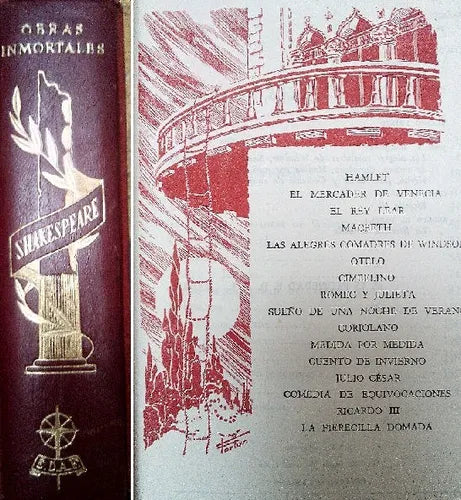 OBRAS
INMORTALES
SHAKESPEARE
E.D.A.F.
HAMLET
EL MERCADER DE VENECIA
EL REY LEAR
MACBETH
LAS ALEGRES COMADRES DE WINDSO
OTELO
CIMBELINO
ROMEO Y JULIETA
SUEÑO DE UNA NOCHE DE VERAN
CORIOLANO
MEDIDA POR MEDIDA
CUENTO DE INVIERNO
JULIO CÉSAR
COMEDIA DE EQUIVOCACIONES
RICARDO III
LA FIERECILLA DOMADA